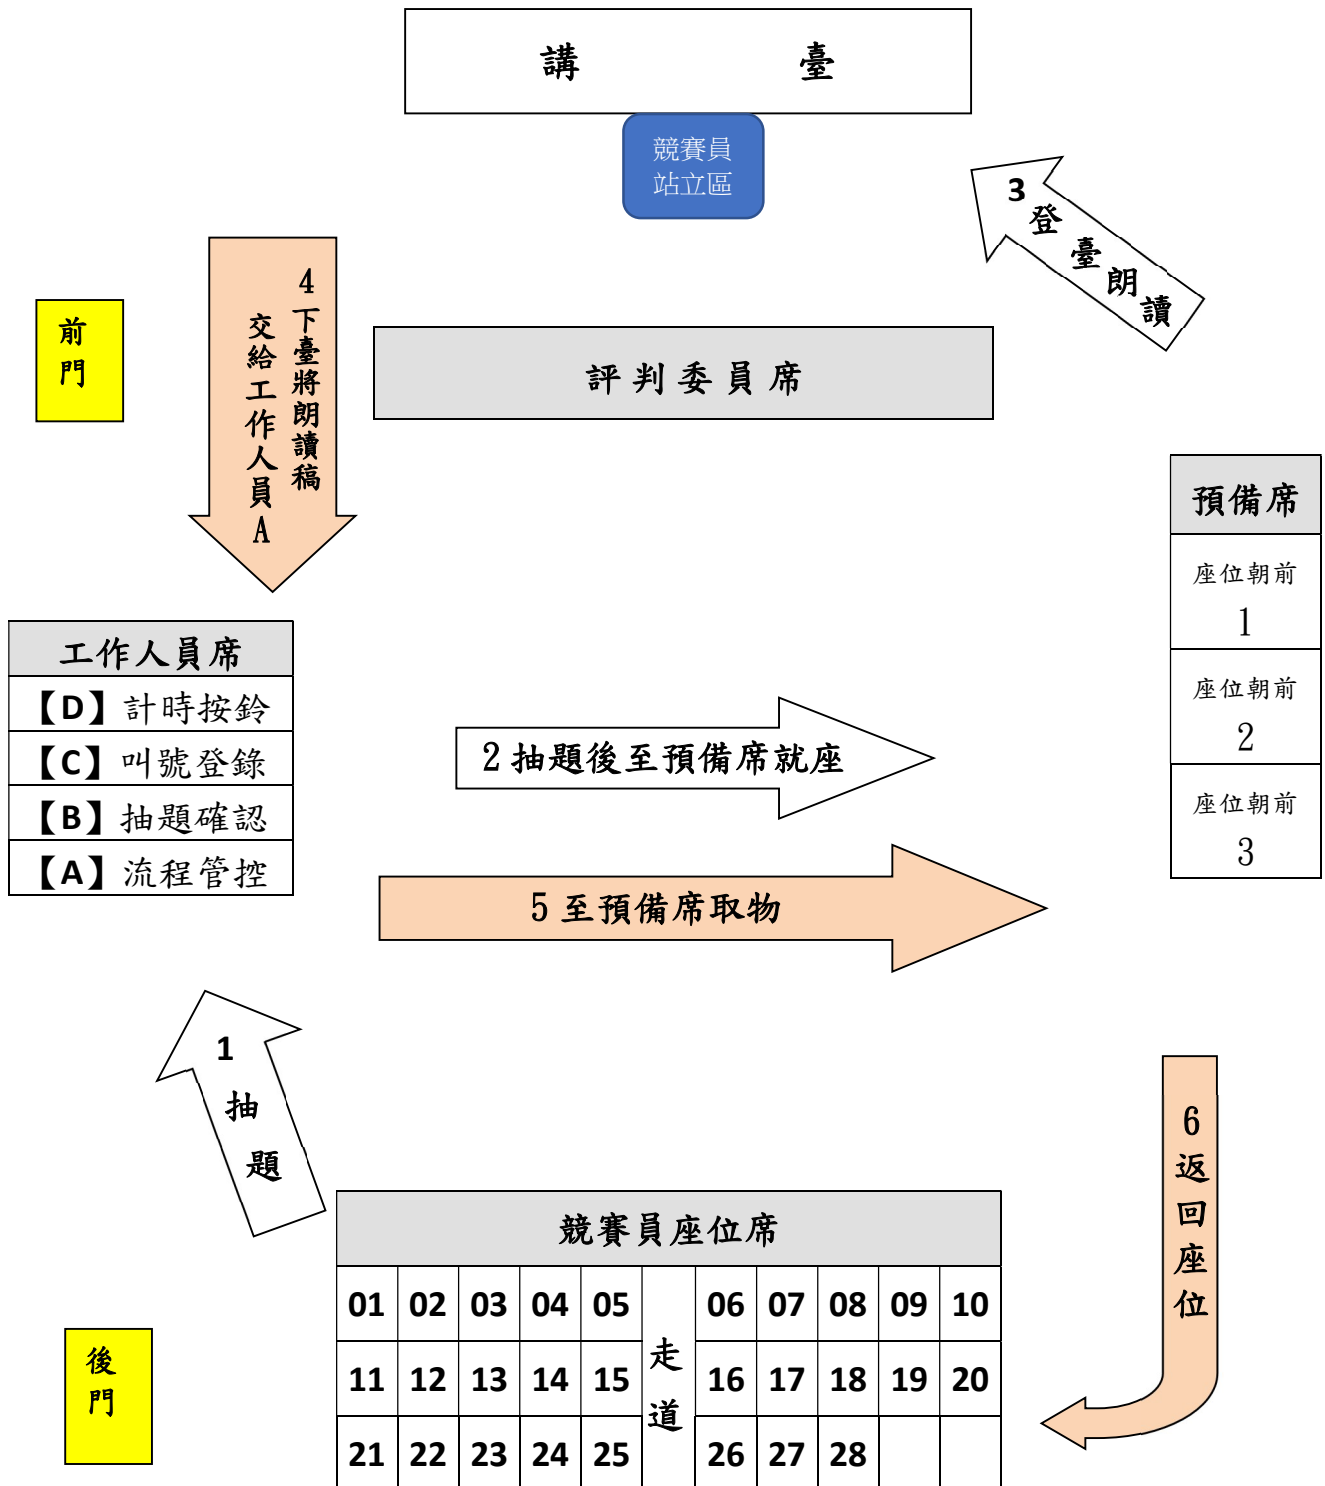 講 臺
競賽員
站立區
3 登臺朗讀
4 下臺將朗讀稿
交給工作人員 A
前
門
評判委員席
預備席
座位朝前
1
座位朝前
2
座位朝前
3
工作人員席
【D】計時按鈴
【C】叫號登錄
【B】抽題確認
【A】流程管控
2 抽題後至預備席就座
5 至預備席取物
1
抽
題
6
返
回
座
位
競賽員座位席
01 02 03 04 05 06 07 08 09 10
11 12 13 14 15 走道 16 17 18 19 20
21 22 23 24 25 26 27 28
後
門